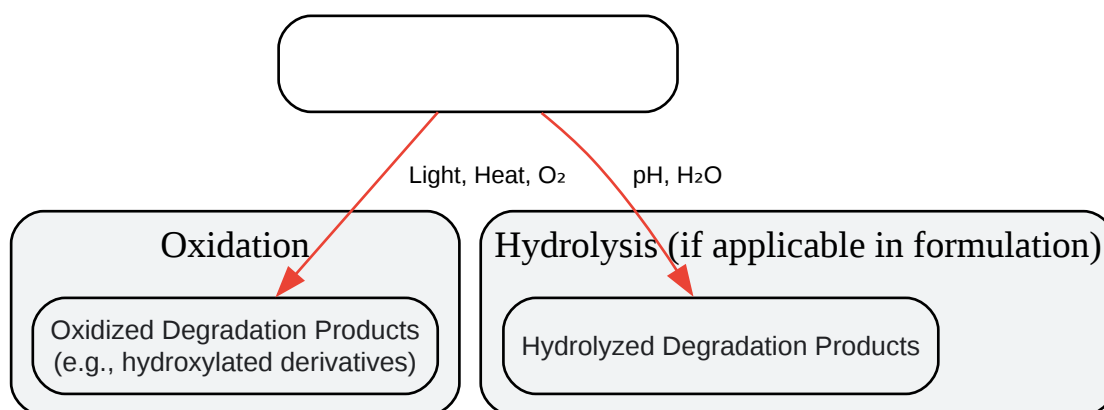 Light, Heat, O₂
pH, H₂O
Oxidation
Hydrolysis (if applicable in formulation)
Oxidized Degradation Products
(e.g., hydroxylated derivatives)
Hydrolyzed Degradation Products